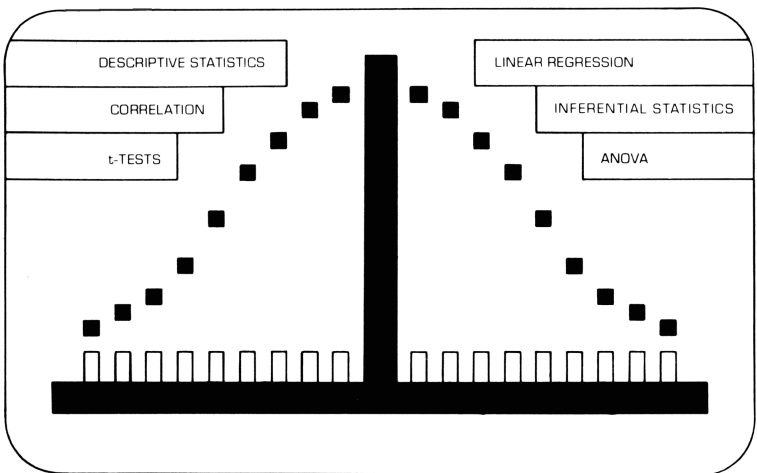 DESCRIPTIVE STATISTICS
CORRELATION
t-TESTS
LINEAR REGRESSION
INFERENTIAL STATISTICS
ANOVA